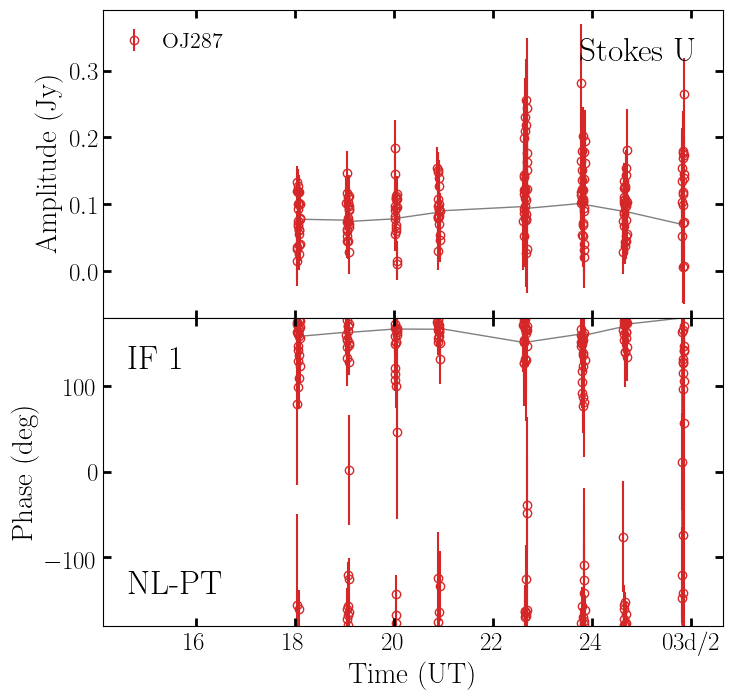 OJ287
Stokes U
0.3
0.2
0.1
0.0
Amplitude (Jy)
IF 1
100
0
−100
Phase (deg)
NL-PT
16
18
20
22
24
03d/2
Time (UT)